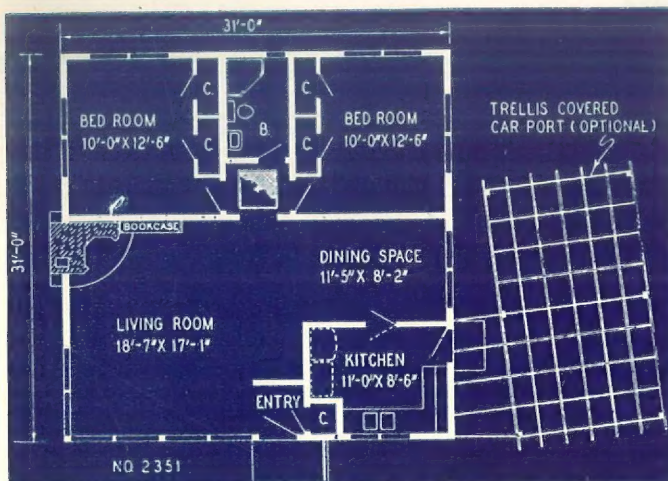 31'-0"
BED ROOM
10'-0"X12'-6"
C.
C.
B.
C.
C.
BED ROOM
10'-0"X12'-6"
TRELLIS COVERED
CAR PORT (OPTIONAL)
31'-0"
BOOKCASE
DINING SPACE
11'-5"X 8'-2"
LIVING ROOM
18'-7"X 17'-1"
KITCHEN
11'-0"X 8'-6"
ENTRY
C.
NO. 2351